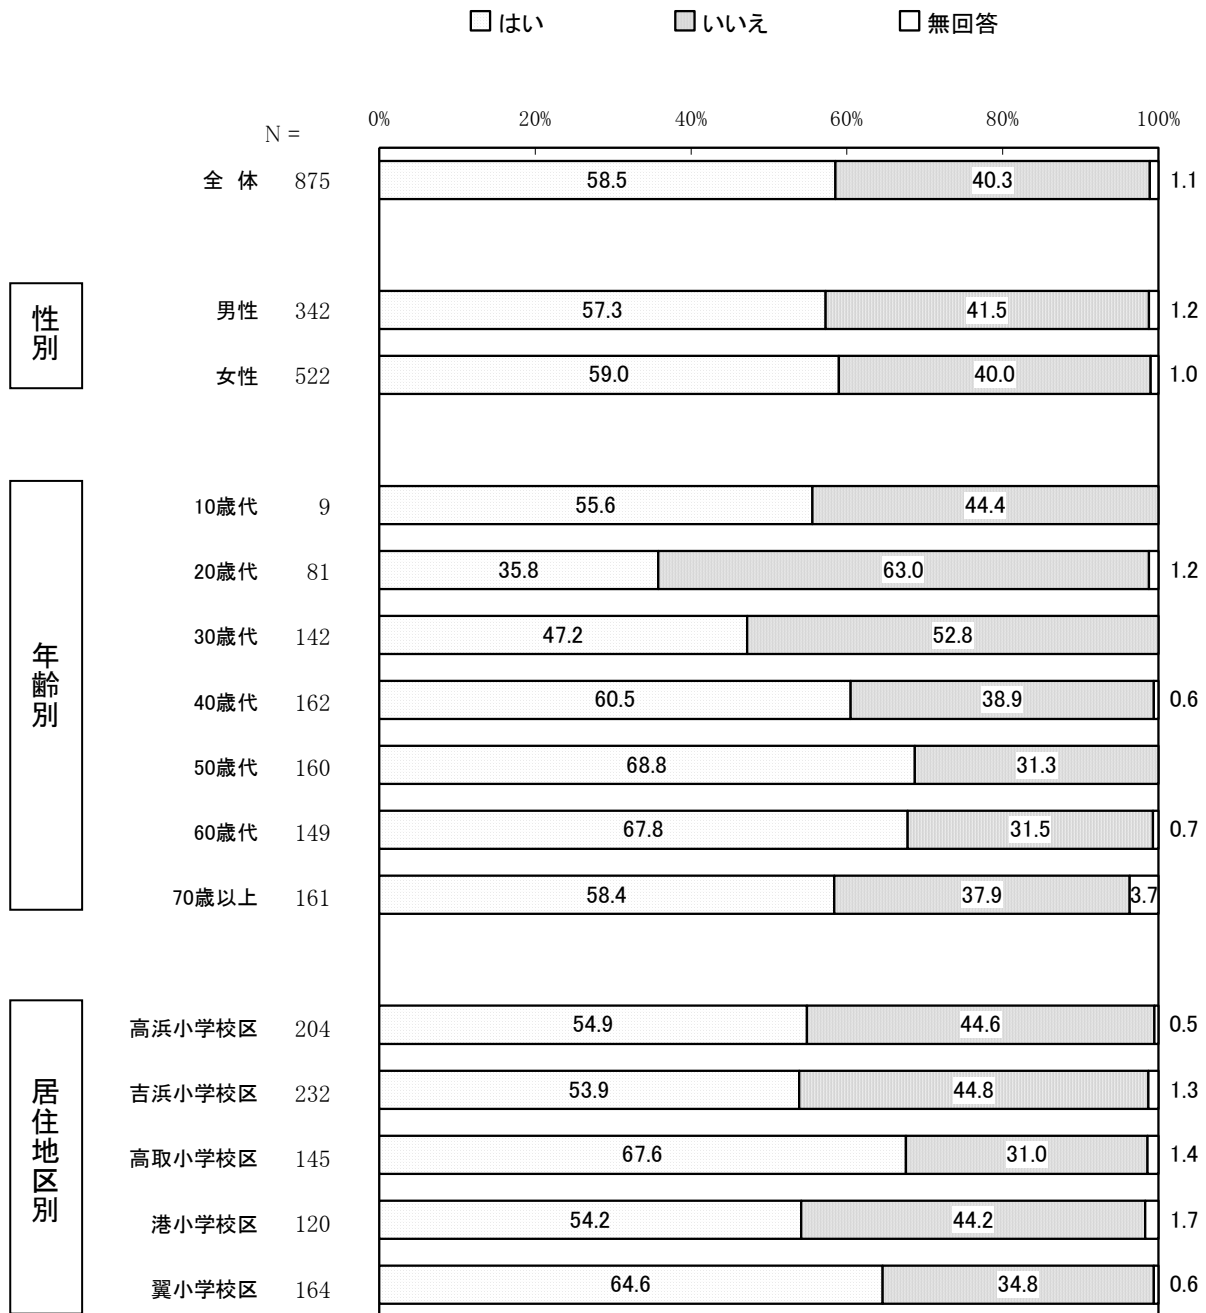 はい いいえ 無回答
N = 0% 20% 40% 60% 80% 100%
全 体 875 58.5 40.3 1.1
性別
男性 342 57.3 41.5 1.2
女性 522 59.0 40.0 1.0
年齢別
10歳代 9 55.6 44.4
20歳代 81 35.8 63.0 1.2
30歳代 142 47.2 52.8
40歳代 162 60.5 38.9 0.6
50歳代 160 68.8 31.3
60歳代 149 67.8 31.5 0.7
70歳以上 161 58.4 37.9 3.7
居住地区別
高浜小学校区 204 54.9 44.6 0.5
吉浜小学校区 232 53.9 44.8 1.3
高取小学校区 145 67.6 31.0 1.4
港小学校区 120 54.2 44.2 1.7
翼小学校区 164 64.6 34.8 0.6